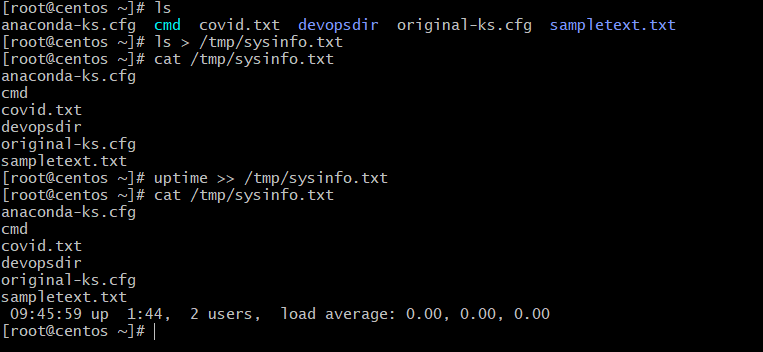 [root@centos ~]# ls
anaconda-ks.cfg  cmd  covid.txt  devopsdir  original-ks.cfg  sampletext.txt
[root@centos ~]# ls > /tmp/sysinfo.txt
[root@centos ~]# cat /tmp/sysinfo.txt
anaconda-ks.cfg
cmd
covid.txt
devopsdir
original-ks.cfg
sampletext.txt
[root@centos ~]# uptime >> /tmp/sysinfo.txt
[root@centos ~]# cat /tmp/sysinfo.txt
anaconda-ks.cfg
cmd
covid.txt
devopsdir
original-ks.cfg
sampletext.txt
 09:45:59 up  1:44,  2 users,  load average: 0.00, 0.00, 0.00
[root@centos ~]#